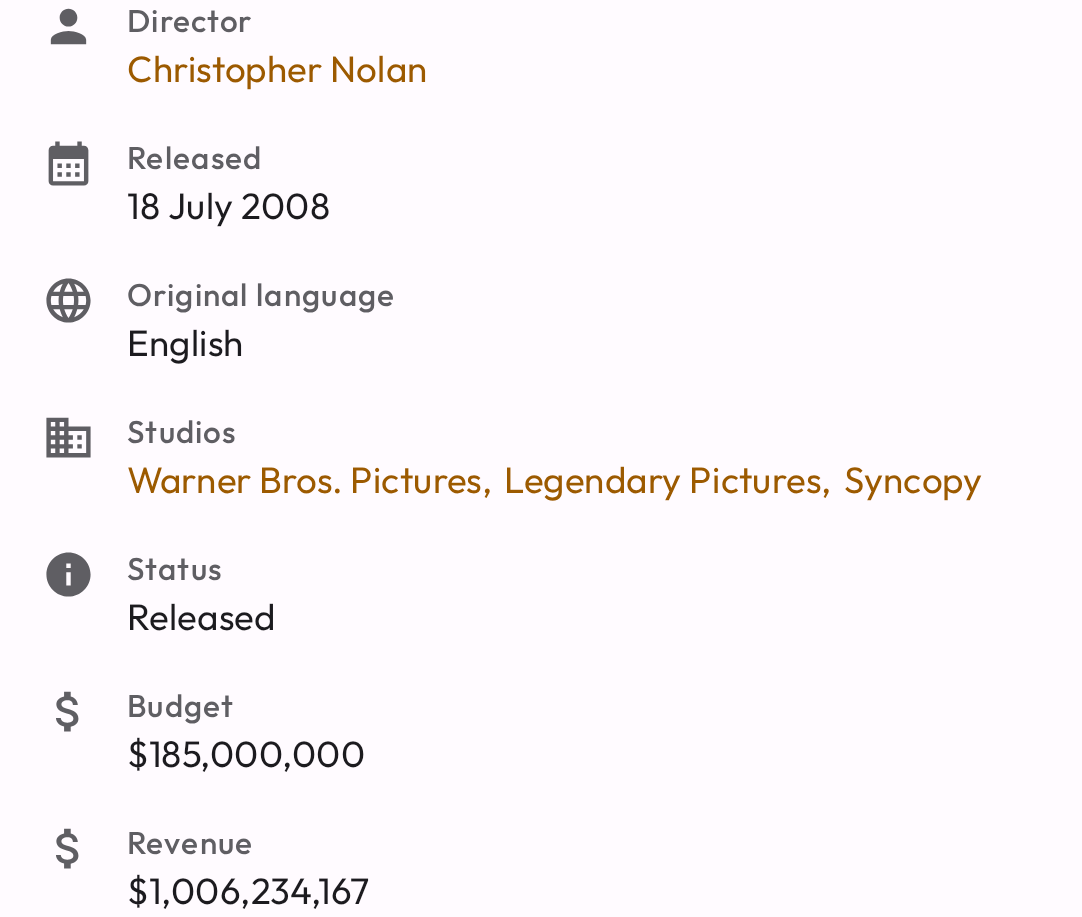 Director
Christopher Nolan
Released
18 July 2008
Original language
English
Studios
Warner Bros. Pictures, Legendary Pictures, Syncopy
Status
Released
Budget
$185,000,000
Revenue
$1,006,234,167